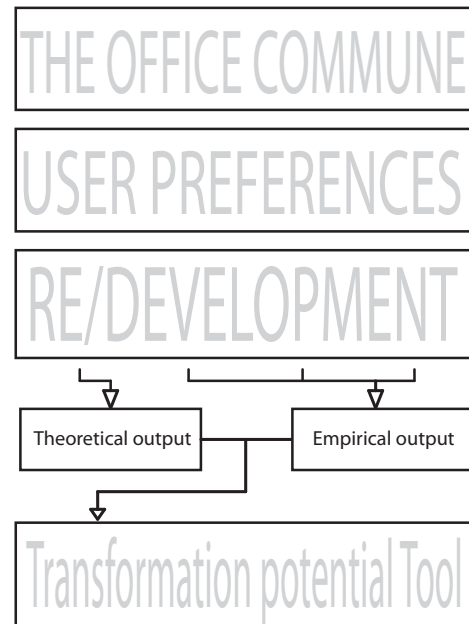 THE OFFICE COMMUNE
USER PREFERENCES
RE/DEVELOPMENT
Theoretical output
Empirical output
Transformation potential Tool